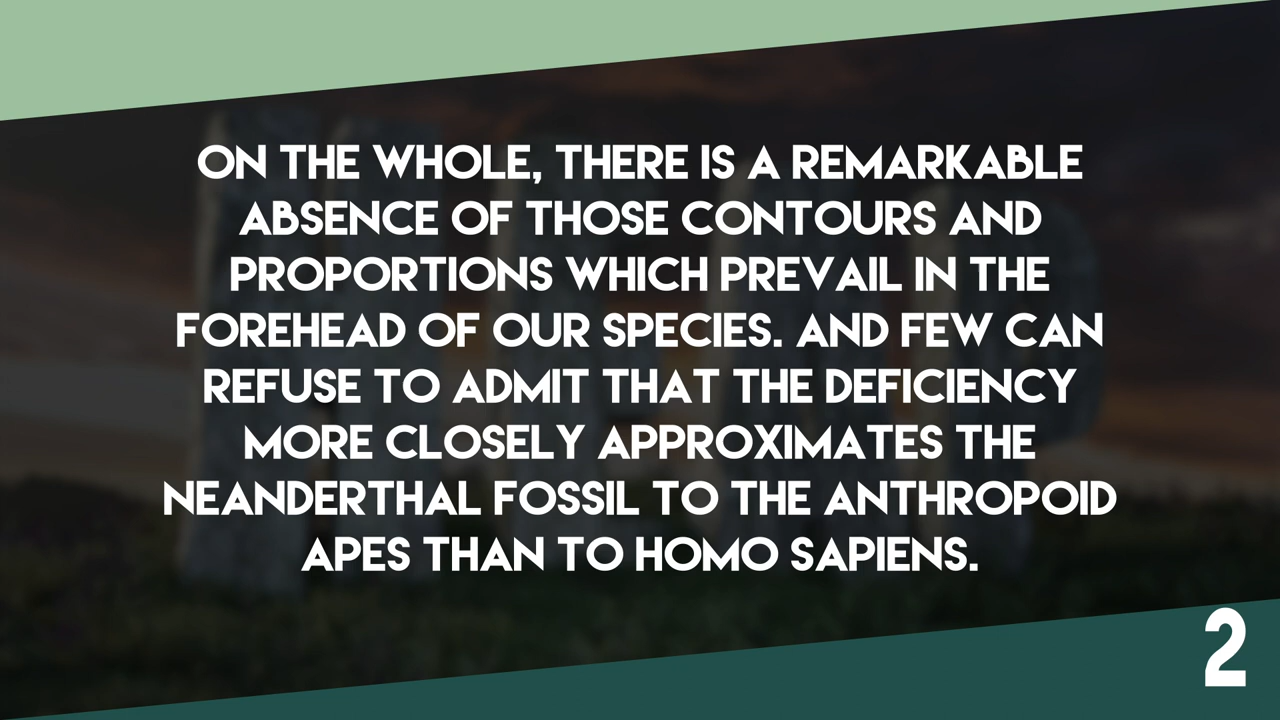 ON THE WHOLE, THERE IS A REMARKABLE
ABSENCE OF THOSE CONTOURS AND
PROPORTIONS WHICH PREVAIL IN THE
FOREHEAD OF OUR SPECIES. AND FEW CAN
REFUSE TO ADMIT THAT THE DEFICIENCY
MORE CLOSELY APPROXIMATES THE
NEANDERTHAL FOSSIL TO THE ANTHROPOID
APES THAN TO HOMO SAPIENS.
2